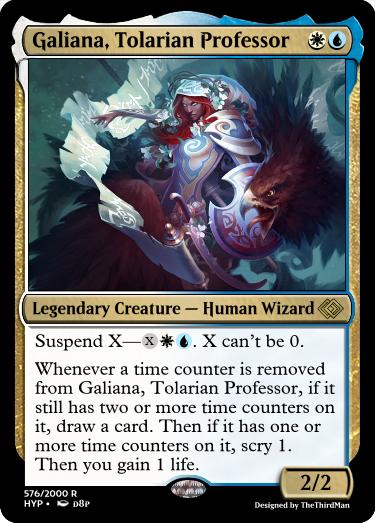 Galiana, Tolarian Professor
Legendary Creature — Human Wizard
Suspend X—X. X can't be 0.
Whenever a time counter is removed
from Galiana, Tolarian Professor, if it
still has two or more time counters on
it, draw a card. Then if it has one or
more time counters on it, scry 1.
Then you gain 1 life.
2/2
576/2000 R
HYP • D8P
Designed by TheThirdMan